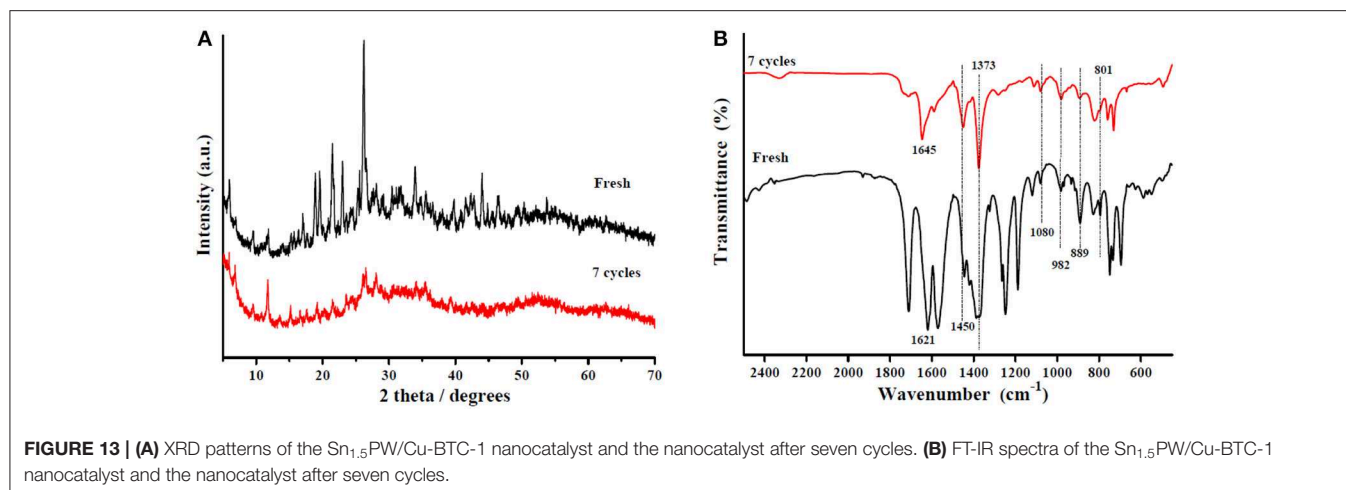 A
Intensity (a.u.)
Fresh
7 cycles
10 20 30 40 50 60 70
2 theta / degrees
B
Transmittance (%)
7 cycles
1373
801
1645
Fresh
1080
982
889
1450
1621
2400 2200 2000 1800 1600 1400 1200 1000 800 600
Wavenumber (cm⁻¹)
FIGURE 13 | (A) XRD patterns of the Sn₁.₅PW/Cu-BTC-1 nanocatalyst and the nanocatalyst after seven cycles. (B) FT-IR spectra of the Sn₁.₅PW/Cu-BTC-1
nanocatalyst and the nanocatalyst after seven cycles.